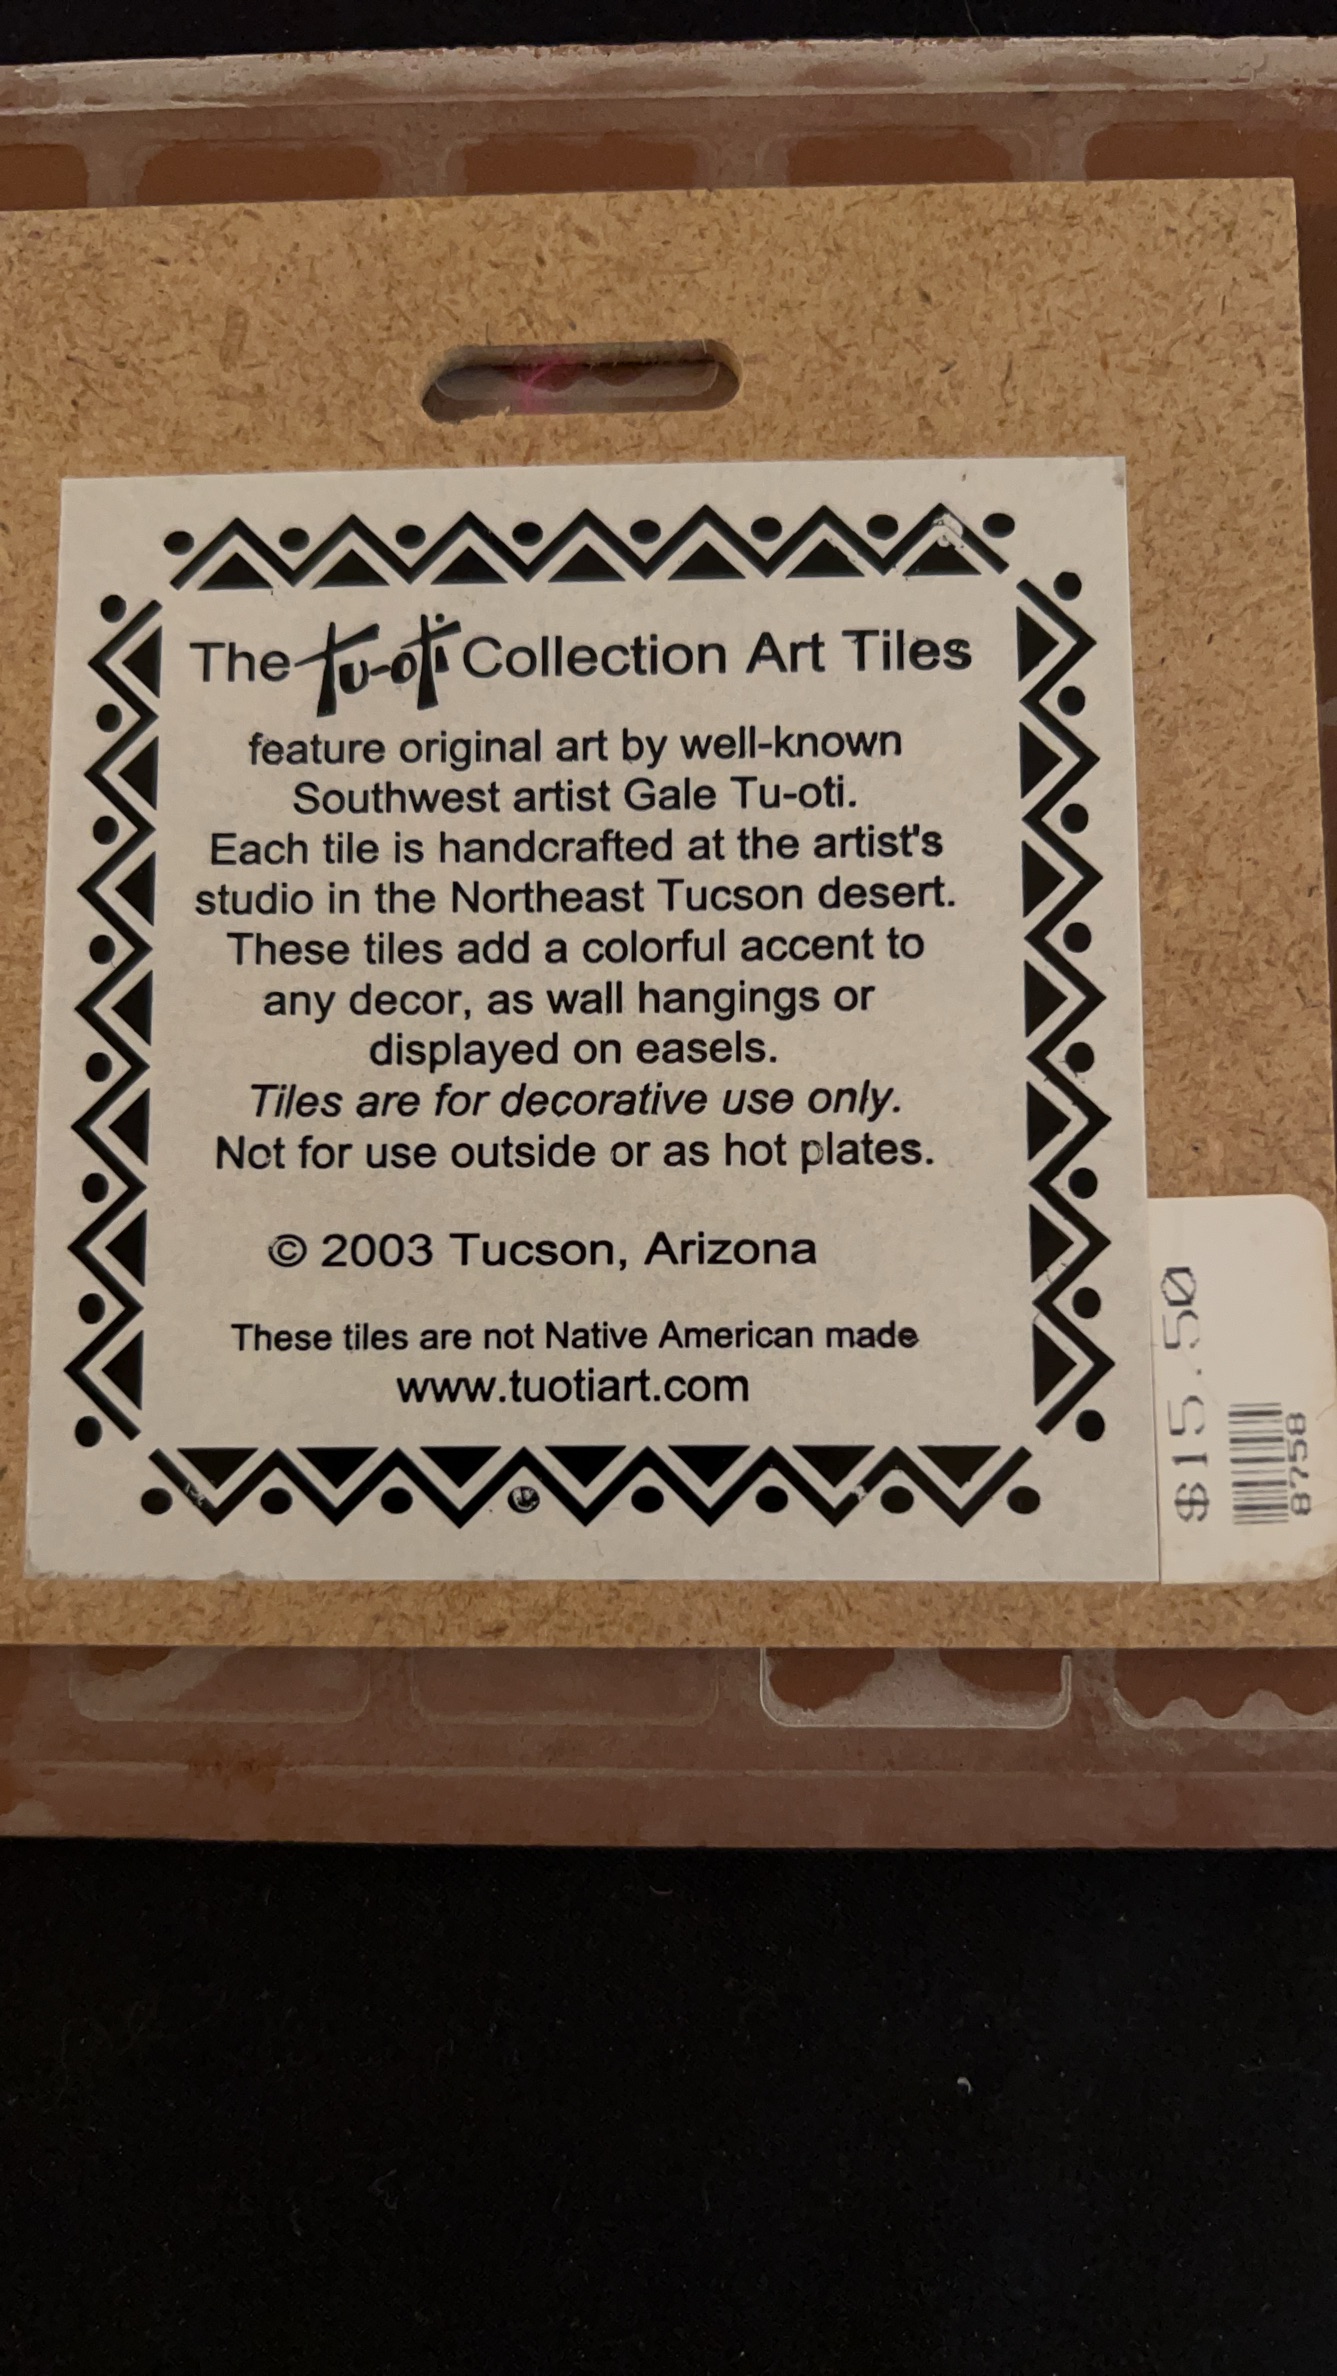 The Tu-oti Collection Art Tiles
feature original art by well-known
Southwest artist Gale Tu-oti.
Each tile is handcrafted at the artist's
studio in the Northeast Tucson desert.
These tiles add a colorful accent to
any decor, as wall hangings or
displayed on easels.
Tiles are for decorative use only.
Not for use outside or as hot plates.
© 2003 Tucson, Arizona
These tiles are not Native American made
www.tuotiart.com
$15.50
8758